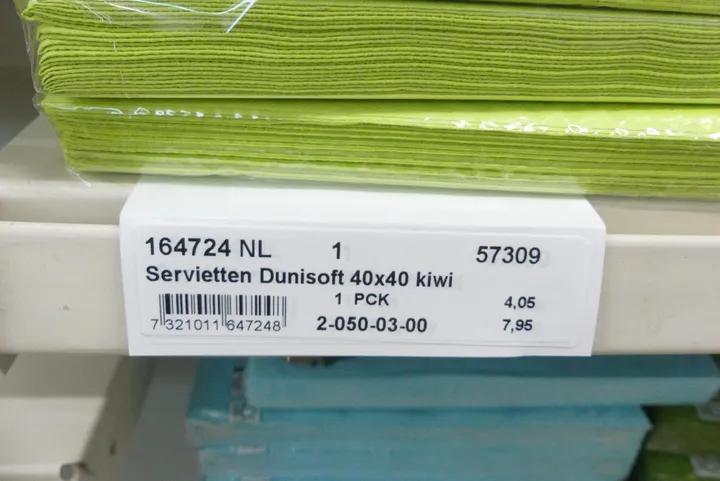 164724 NL 1 57309
Servietten Dunisoft 40x40 kiwi
1 PCK 4,05
7 321011 647248 2-050-03-00 7,95